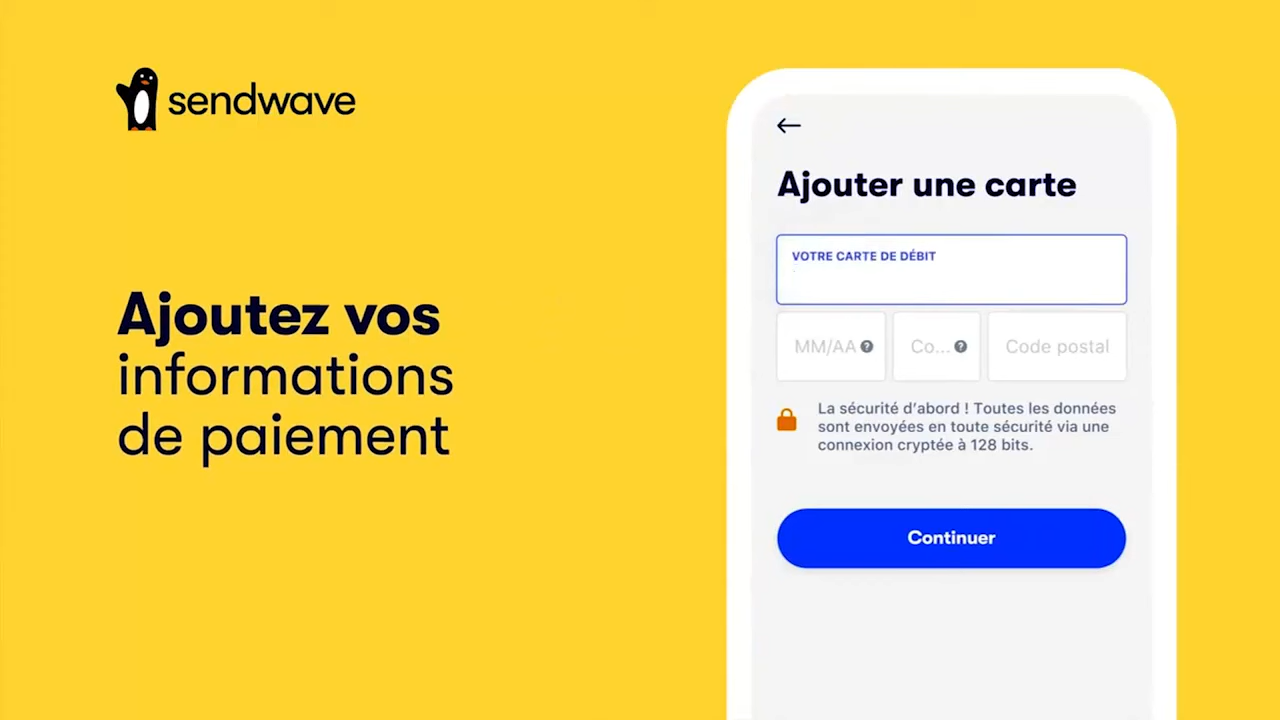 sendwave
Ajoutez vos
informations
de paiement
Ajouter une carte
VOTRE CARTE DE DÉBIT
MM/AA
Co...
Code postal
La sécurité d'abord ! Toutes les données
sont envoyées en toute sécurité via une
connexion cryptée à 128 bits.
Continuer